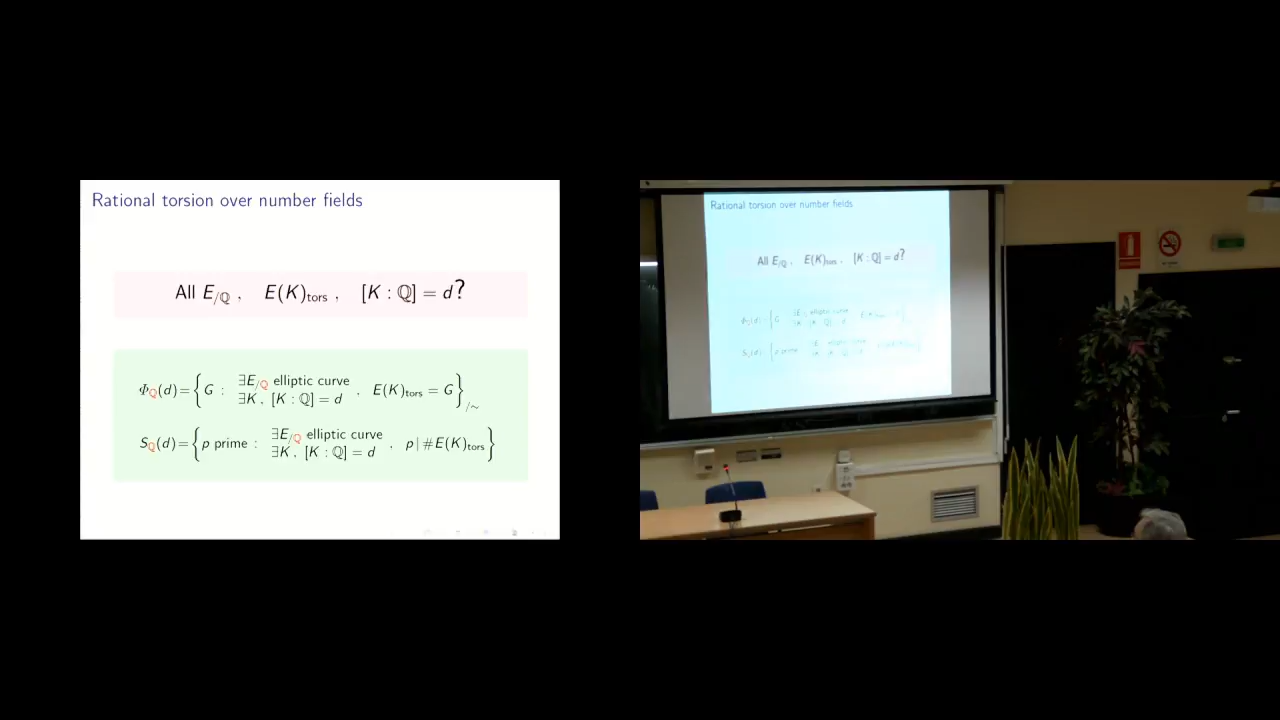 Rational torsion over number fields
All E/ℚ , E(K)tors , [K : ℚ] = d?
Φℚ(d) = { G : ∃E/ℚ elliptic curve ∃K , [K : ℚ] = d , E(K)tors = G }/∼
Sℚ(d) = { p prime : ∃E/ℚ elliptic curve ∃K , [K : ℚ] = d , p | #E(K)tors }
Rational torsion over number fields
All E/ℚ , E(K)tors , [K : ℚ] = d?